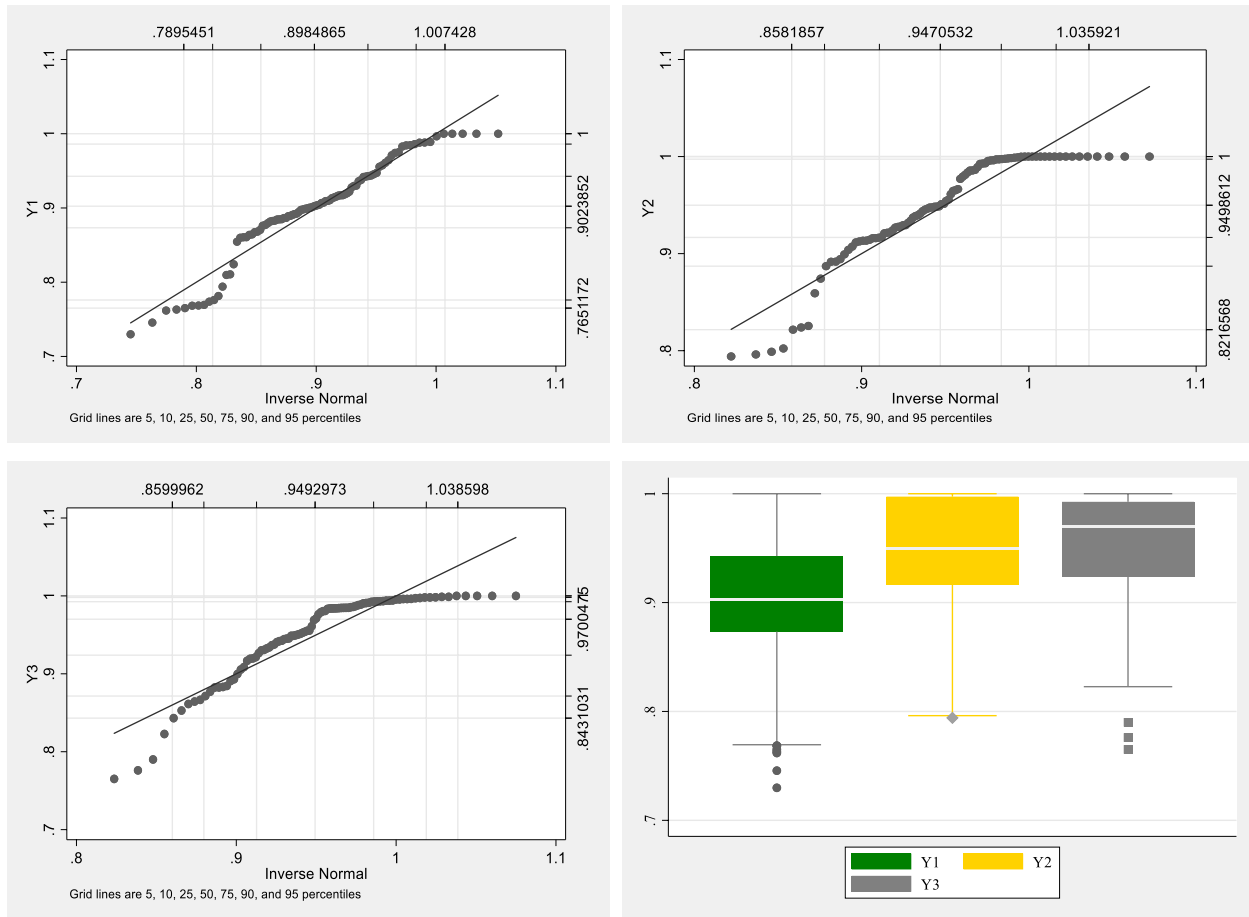 .7895451 .8984865 1.007428
1.1
1
.9
.8
.7
Y1
1
.9023852
.7651172
.7 .8 .9 1 1.1
Inverse Normal
Grid lines are 5, 10, 25, 50, 75, 90, and 95 percentiles
.8581857 .9470532 1.035921
1.1
1
.9
.8
Y2
1
.9498612
.8216568
.8 .9 1 1.1
Inverse Normal
Grid lines are 5, 10, 25, 50, 75, 90, and 95 percentiles
.8599962 .9492973 1.038598
1.1
1
.9
.8
.7
Y3
.9700475
.8431031
.8 .9 1 1.1
Inverse Normal
Grid lines are 5, 10, 25, 50, 75, 90, and 95 percentiles
1
.9
.8
.7
Y1 Y2
Y3